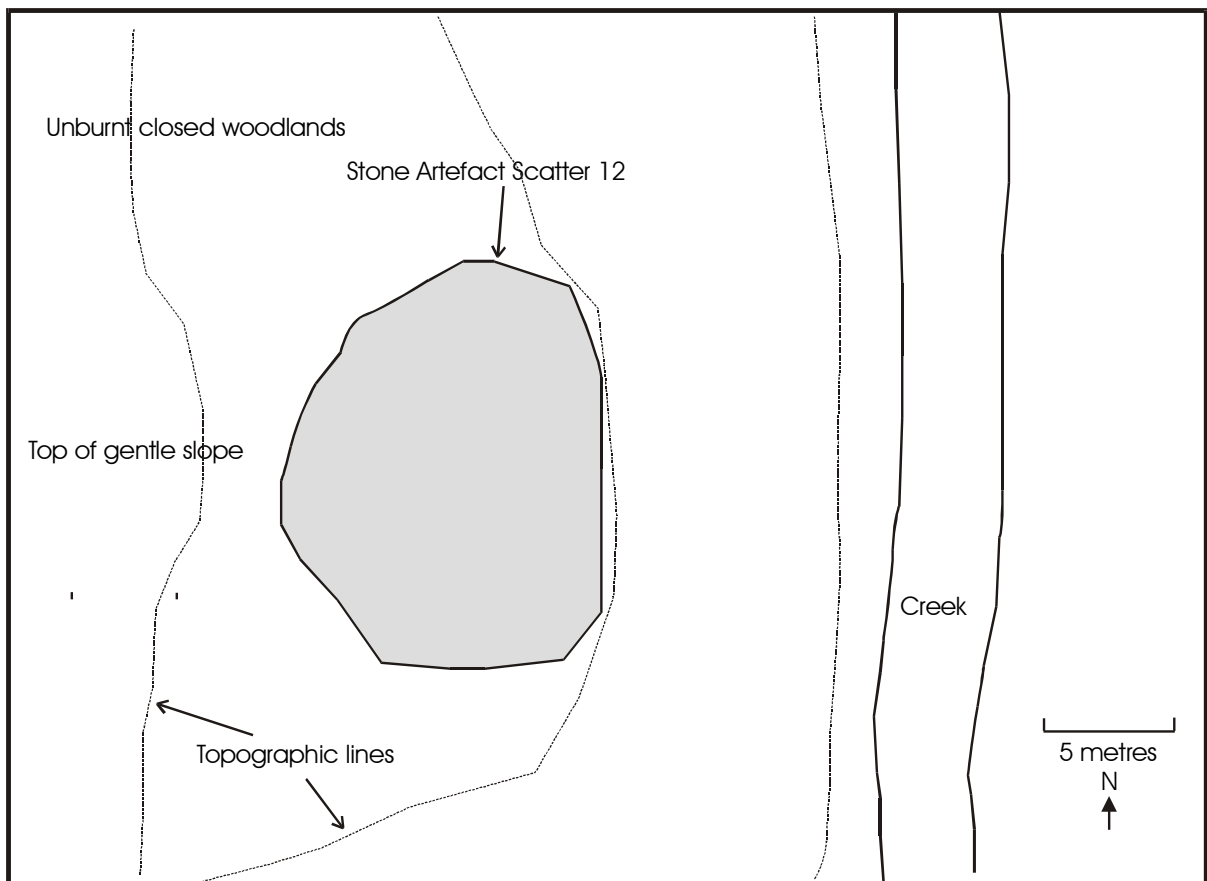 Unburnt closed woodlands
Stone Artefact Scatter 12
Top of gentle slope
Creek
Topographic lines
5 metres
N